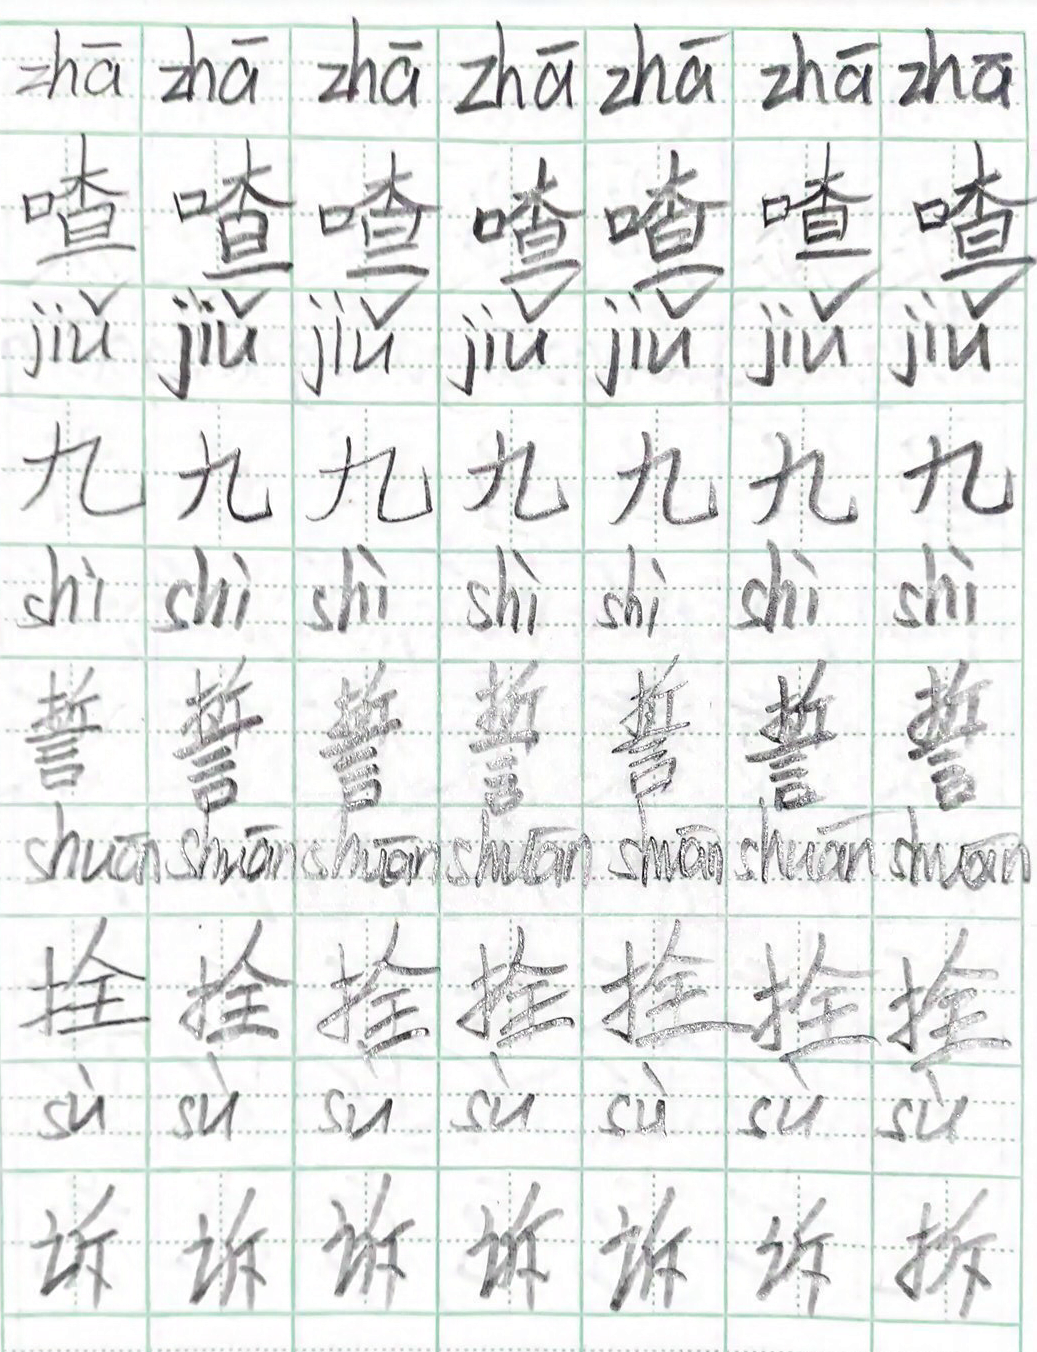 zhā zhā zhā zhā zhā zhā zhā
喳 喳 喳 喳 喳 喳 喳
jiǔ jiǔ jiǔ jiǔ jiǔ jiǔ jiǔ
九 九 九 九 九 九 九
shì shì shì shì shì shì shì
誓 誓 誓 誓 誓 誓 誓
shuān shuān shuān shuān shuān shuān shuān
拴 拴 拴 拴 拴 拴 拴
sù sù sù sù sù sù sù
诉 诉 诉 诉 诉 诉 拆